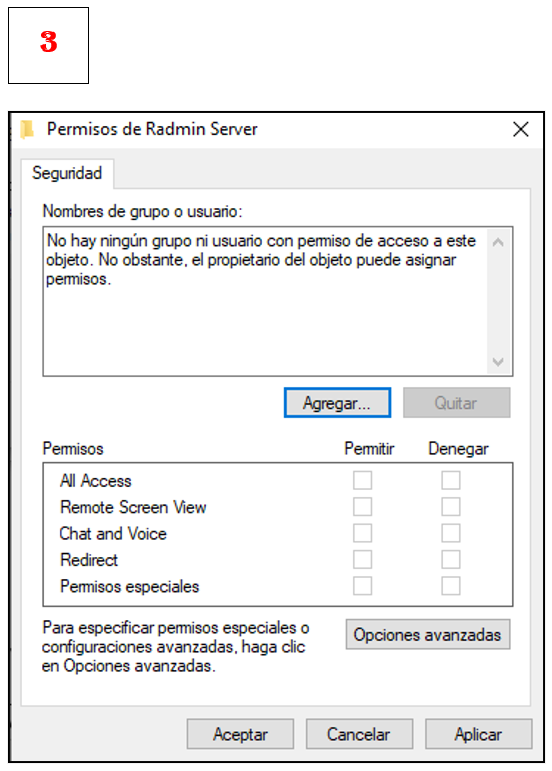 3
Permisos de Radmin Server
Seguridad
Nombres de grupo o usuario:
No hay ningún grupo ni usuario con permiso de acceso a este
objeto. No obstante, el propietario del objeto puede asignar
permisos.
Agregar... Quitar
Permisos Permitir Denegar
All Access
Remote Screen View
Chat and Voice
Redirect
Permisos especiales
Para especificar permisos especiales o
configuraciones avanzadas, haga clic
en Opciones avanzadas.
Opciones avanzadas
Aceptar Cancelar Aplicar